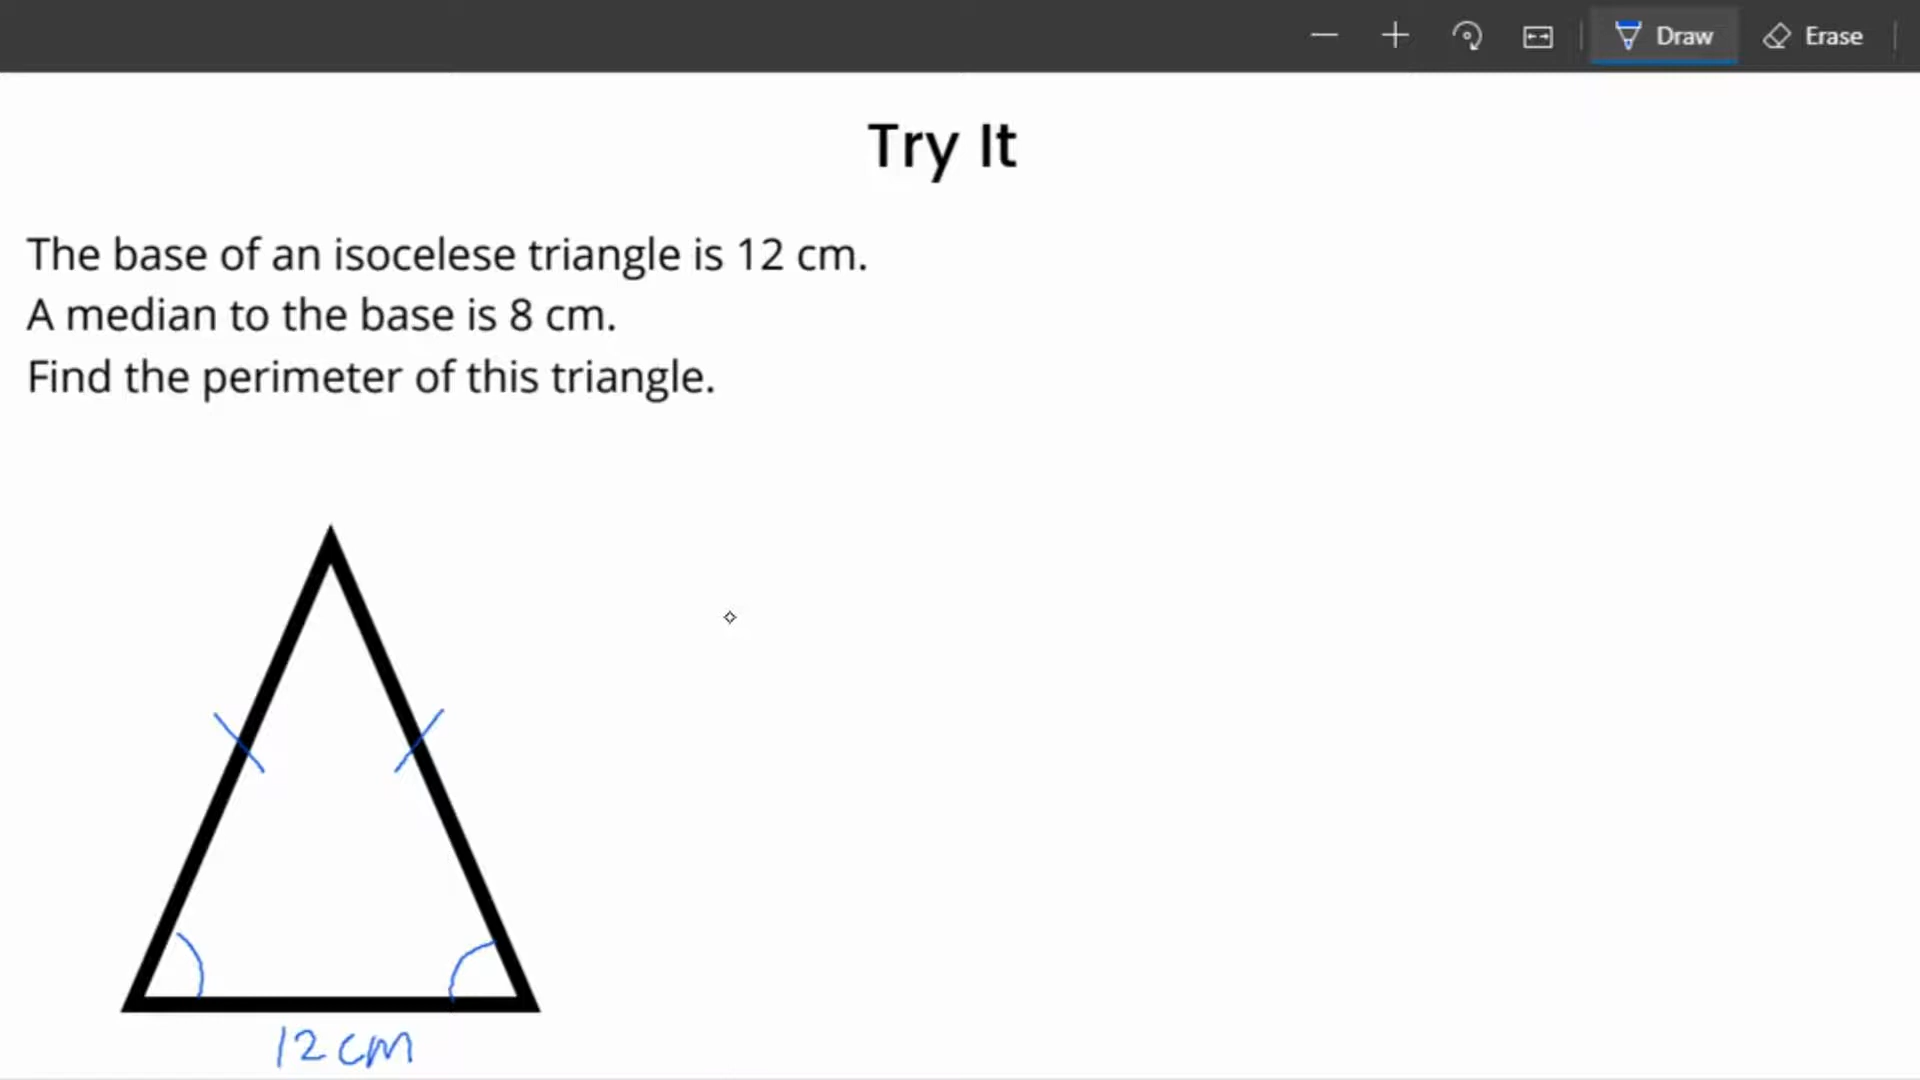 Draw
Erase
Try It
The base of an isocelese triangle is 12 cm.
A median to the base is 8 cm.
Find the perimeter of this triangle.
12 cm